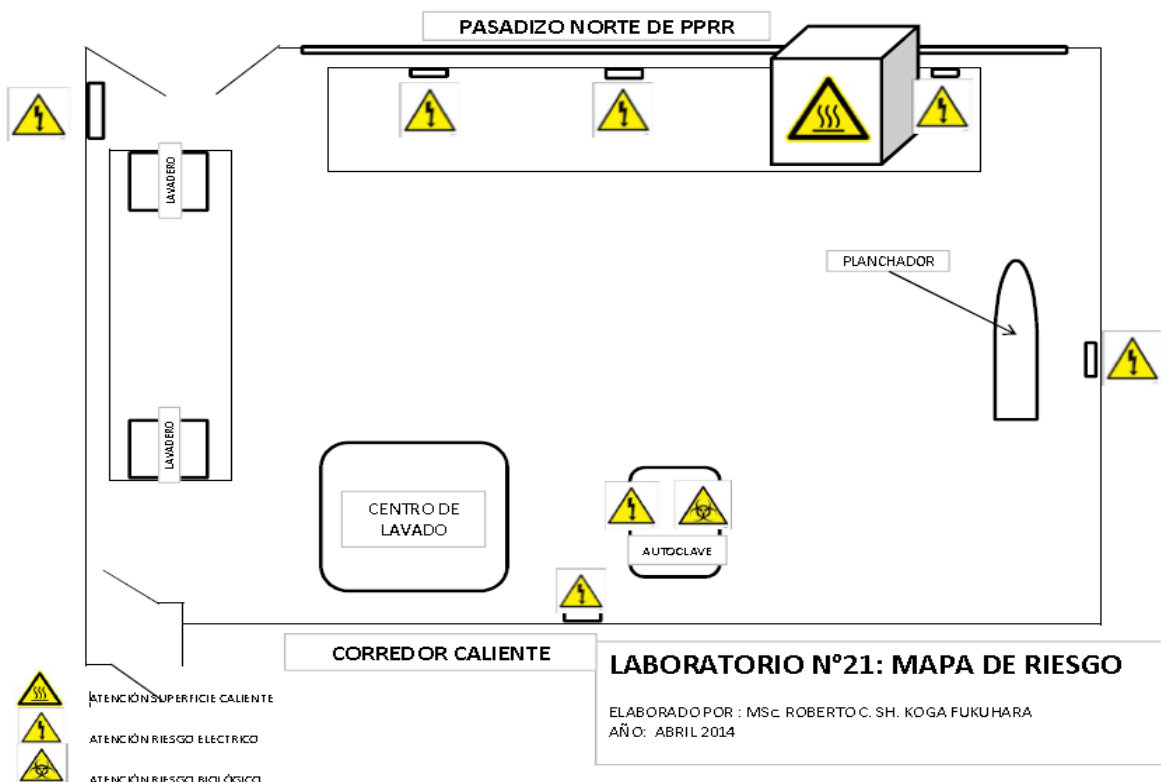 PASADIZO NORTE DE PPRR
LAVADERO
PLANCHADOR
LAVADERO
CENTRO DE
LAVADO
AUTOCLAVE
CORREDOR CALIENTE
LABORATORIO N°21: MAPA DE RIESGO
ELABORADO POR : MSc. ROBERTO C. SH. KOGA FUKUHARA
AÑO: ABRIL 2014
ATENCIÓN SUPERFICIE CALIENTE
ATENCIÓN RIESGO ELECTRICO
ATENCIÓN RIESGO BIOLÓGICO